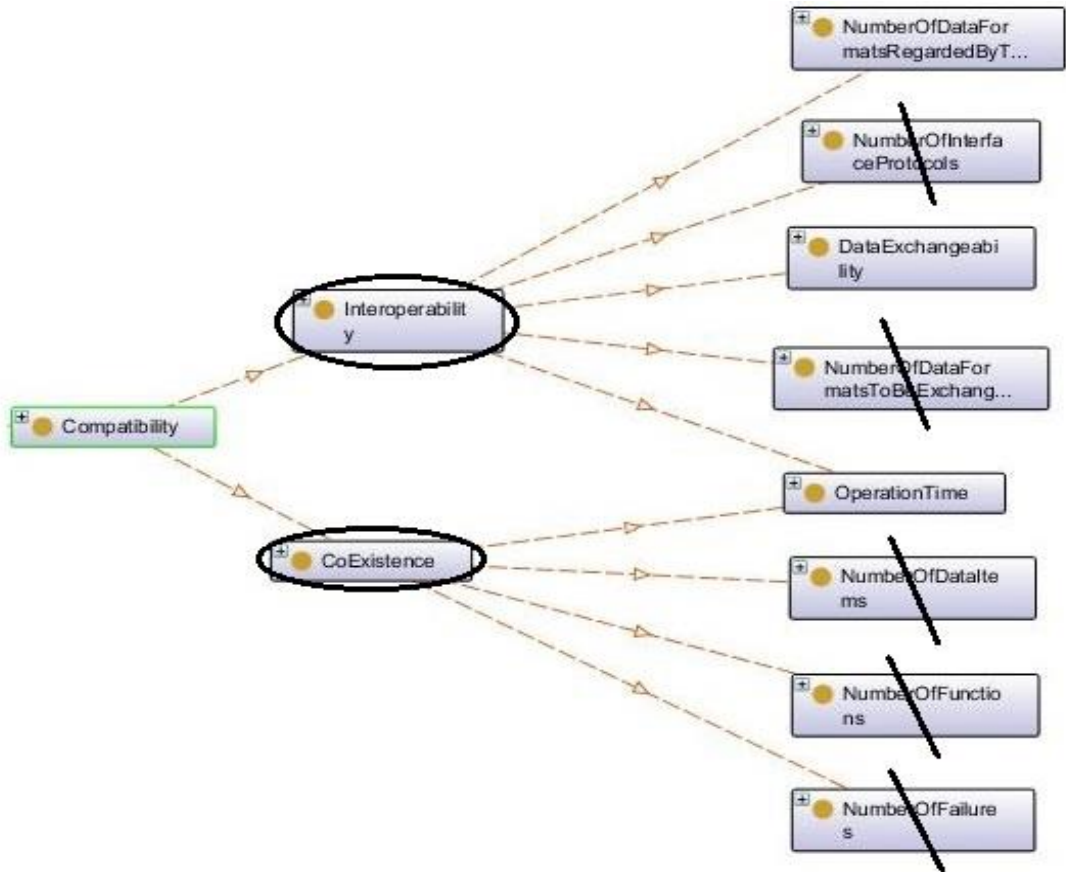 NumberOfDataFor
matsRegardedByT...
NumberOfInterfa
ceProtocols
DataExchangeabi
lity
Interoperabilit
y
NumberOfDataFor
matsToBeExchang...
Compatibility
OperationTime
CoExistence
NumberOfDataIte
ms
NumberOfFunctio
ns
NumberOfFailure
s